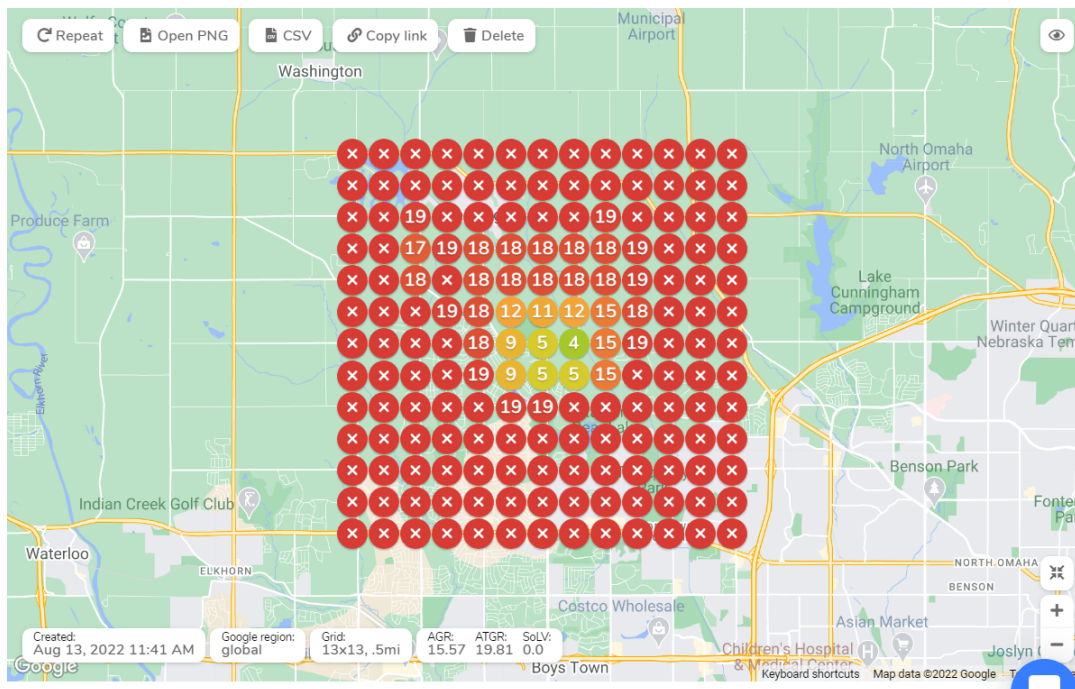 Municipal
Airport
Repeat
Open PNG
CSV
Copy link
Delete
Washington
North Omaha
Airport
Produce Farm
Elkhorn River
Lake
Cunningham
Campground
Winter Quart
Nebraska Tem
× × × × × × × × × × × × ×
× × × × × × × × × × × × ×
× × 19 × × × × × 19 × × × ×
× × 17 19 18 18 18 18 18 19 × × ×
× × 18 × 18 18 18 18 18 19 × × ×
× × × 19 18 12 11 12 15 18 × × ×
× × × × 18 9 5 4 15 19 × × ×
× × × × 19 9 5 5 15 × × × ×
× × × × × 19 19 × × × × × ×
× × × × × × × × × × × × ×
× × × × × × × × × × × × ×
× × × × × × × × × × × × ×
× × × × × × × × × × × × ×
Benson Park
Indian Creek Golf Club
Fonte
Pa
Waterloo
ELKHORN
NORTH OMAHA
BENSON
Costco Wholesale
Asian Market
Children's Hospital
& Medical Center
Joslyn
Boys Town
Created:
Aug 13, 2022 11:41 AM
Google region:
global
Grid:
13x13, .5mi
AGR:
15.57
ATGR:
19.81
SoLV:
0.0
+
−
Google
Keyboard shortcuts
Map data ©2022 Google